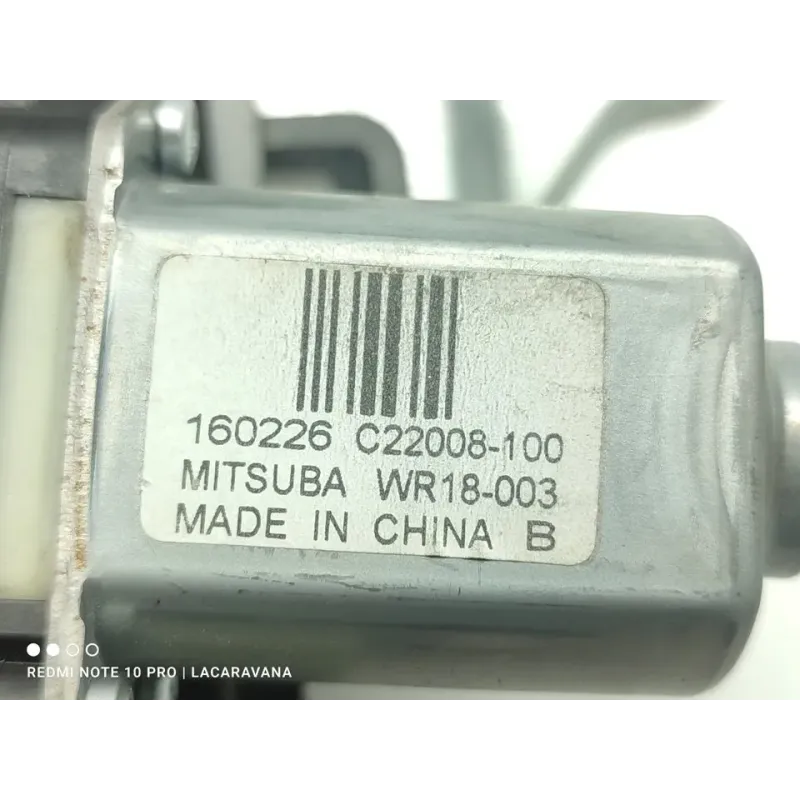 160226 C22008-100
MITSUBA WR18-003
MADE IN CHINA B
REDMI NOTE 10 PRO | LACARAVANA